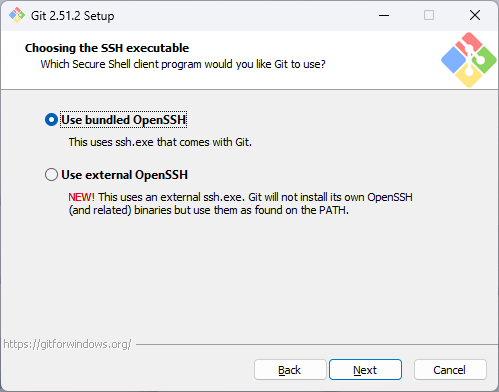 Git 2.51.2 Setup
Choosing the SSH executable
Which Secure Shell client program would you like Git to use?
Use bundled OpenSSH
This uses ssh.exe that comes with Git.
Use external OpenSSH
NEW! This uses an external ssh.exe. Git will not install its own OpenSSH
(and related) binaries but use them as found on the PATH.
https://gitforwindows.org/
Back Next Cancel